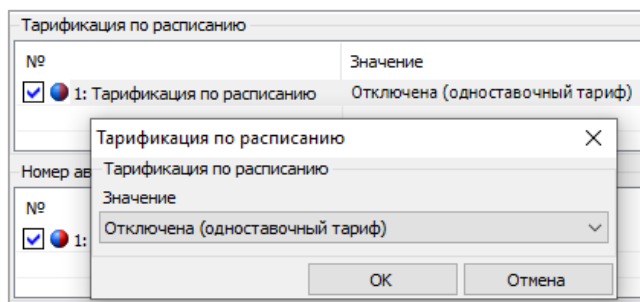 Тарификация по расписанию
№ Значение
1: Тарификация по расписанию Отключена (одноставочный тариф)
Тарификация по расписанию
Номер
Тарификация по расписанию
№
Значение
1:
Отключена (одноставочный тариф)
OK Отмена